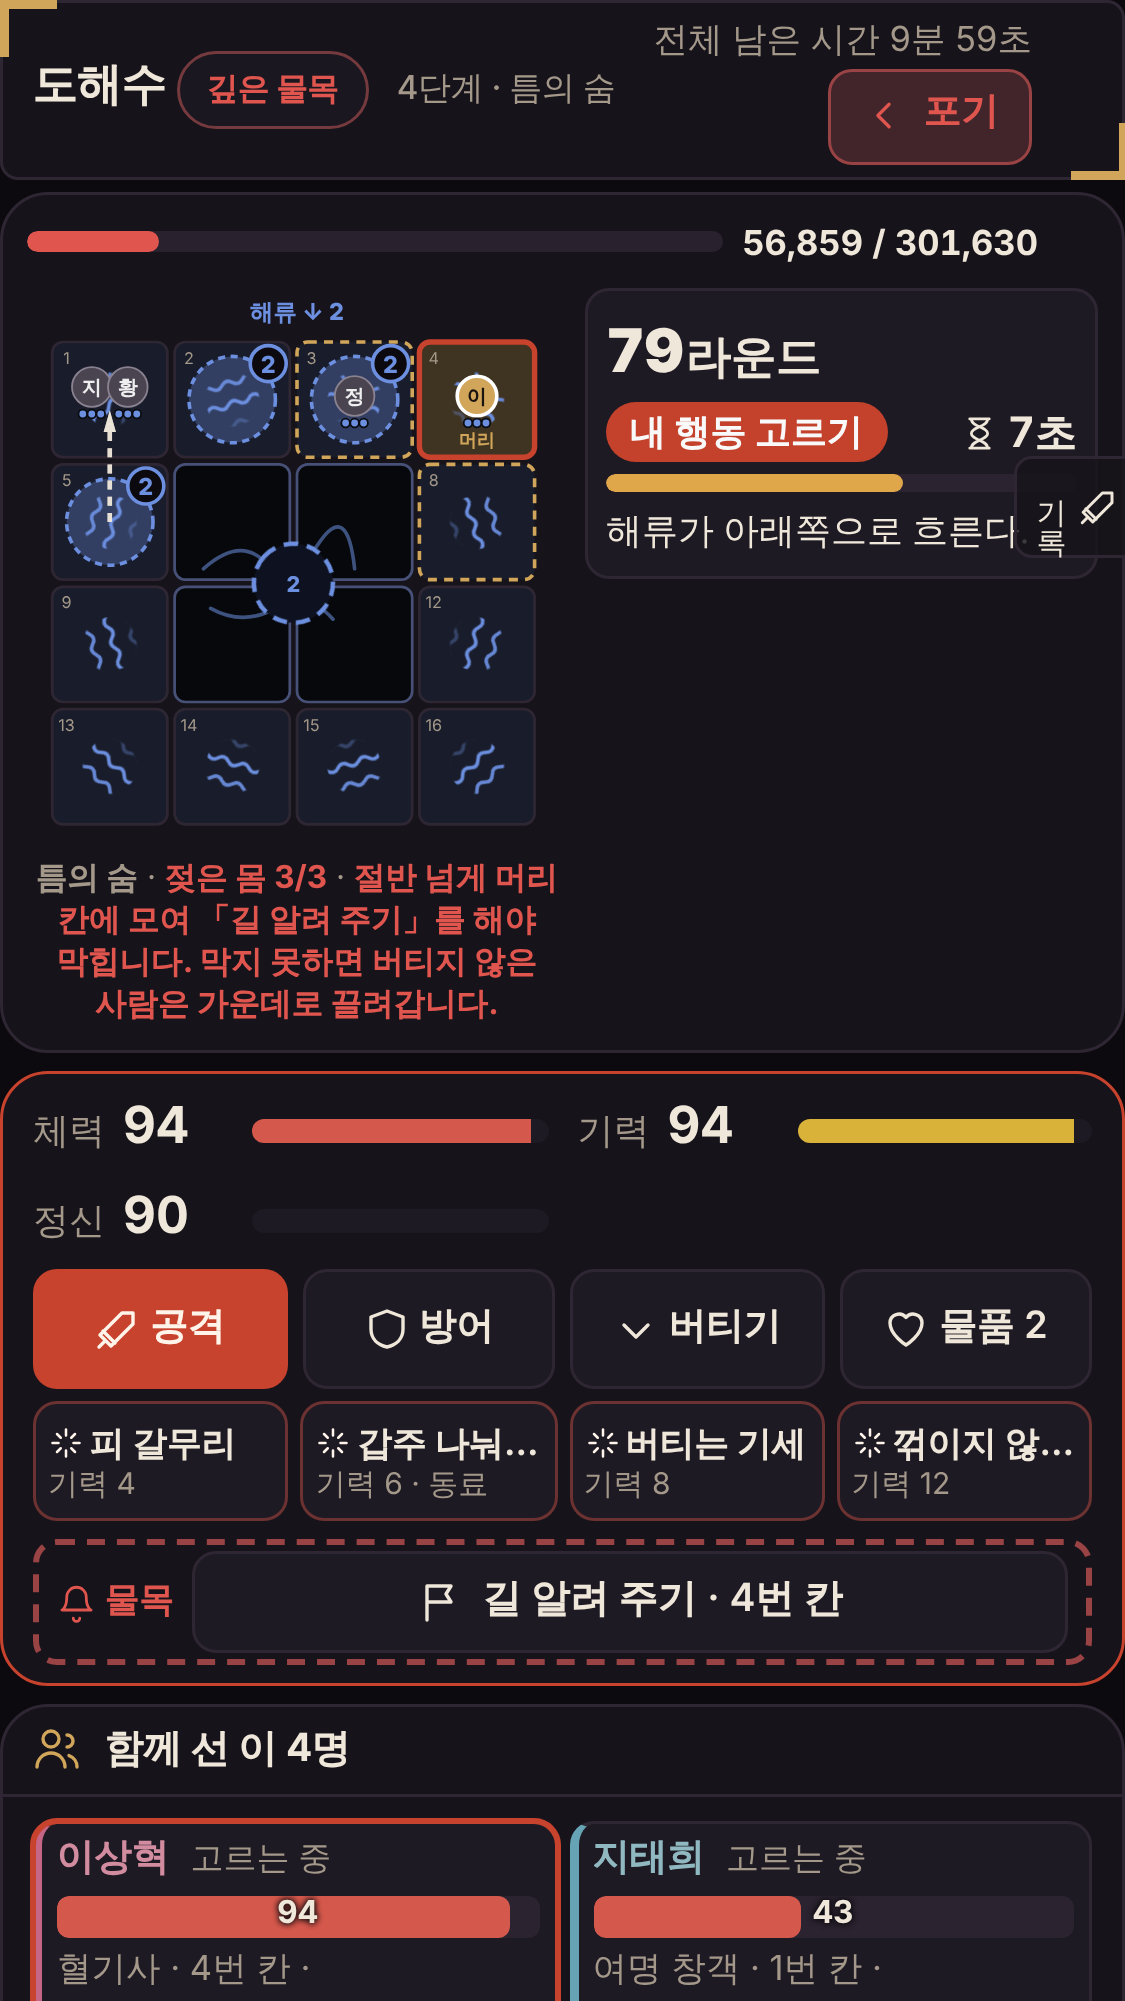 전체 남은 시간 9분 59초
도해수 깊은 물목 4단계 · 틈의 숨
포기
56,859 / 301,630
해류 ↓ 2
79라운드
내 행동 고르기 7초
해류가 아래쪽으로 흐른다.
기록
1 2 3 4
지 황 2 정 2 이
머리
5 2 8
2
9 12
13 14 15 16
틈의 숨 · 젖은 몸 3/3 · 절반 넘게 머리
칸에 모여 「길 알려 주기」를 해야
막힙니다. 막지 못하면 버티지 않은
사람은 가운데로 끌려갑니다.
체력 94 기력 94
정신 90
공격 방어 버티기 물품 2
피 갈무리 갑주 나눠... 버티는 기세 꺾이지 않...
기력 4 기력 6 · 동료 기력 8 기력 12
물목 길 알려 주기 · 4번 칸
함께 선 이 4명
이상혁 고르는 중 지태희 고르는 중
94 43
혈기사 · 4번 칸 · 여명 창객 · 1번 칸 ·